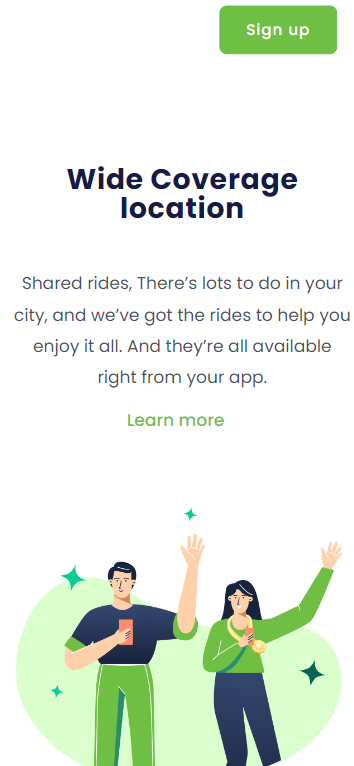 Sign up
Wide Coverage
location
Shared rides, There’s lots to do in your
city, and we’ve got the rides to help you
enjoy it all. And they’re all available
right from your app.
Learn more